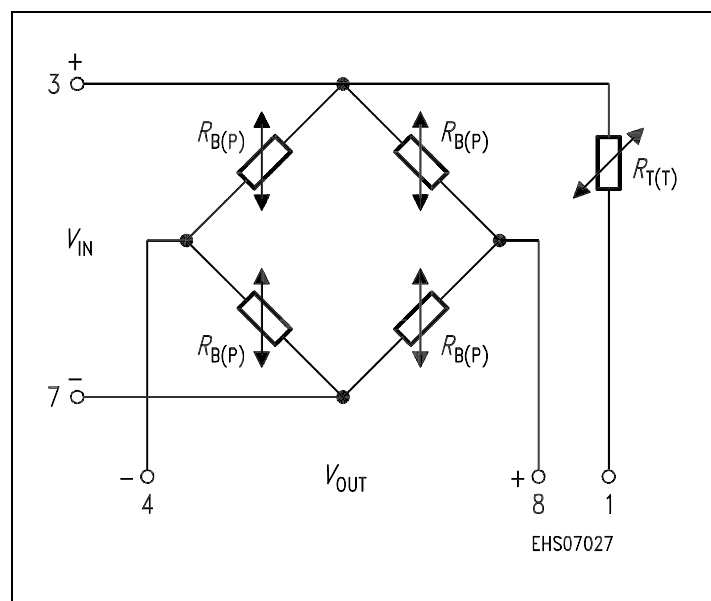 3 +
R_B(P)
R_B(P)
R_T(T)
V_IN
R_B(P)
R_B(P)
7 −
− 4
V_OUT
+ 8
1
EHS07027